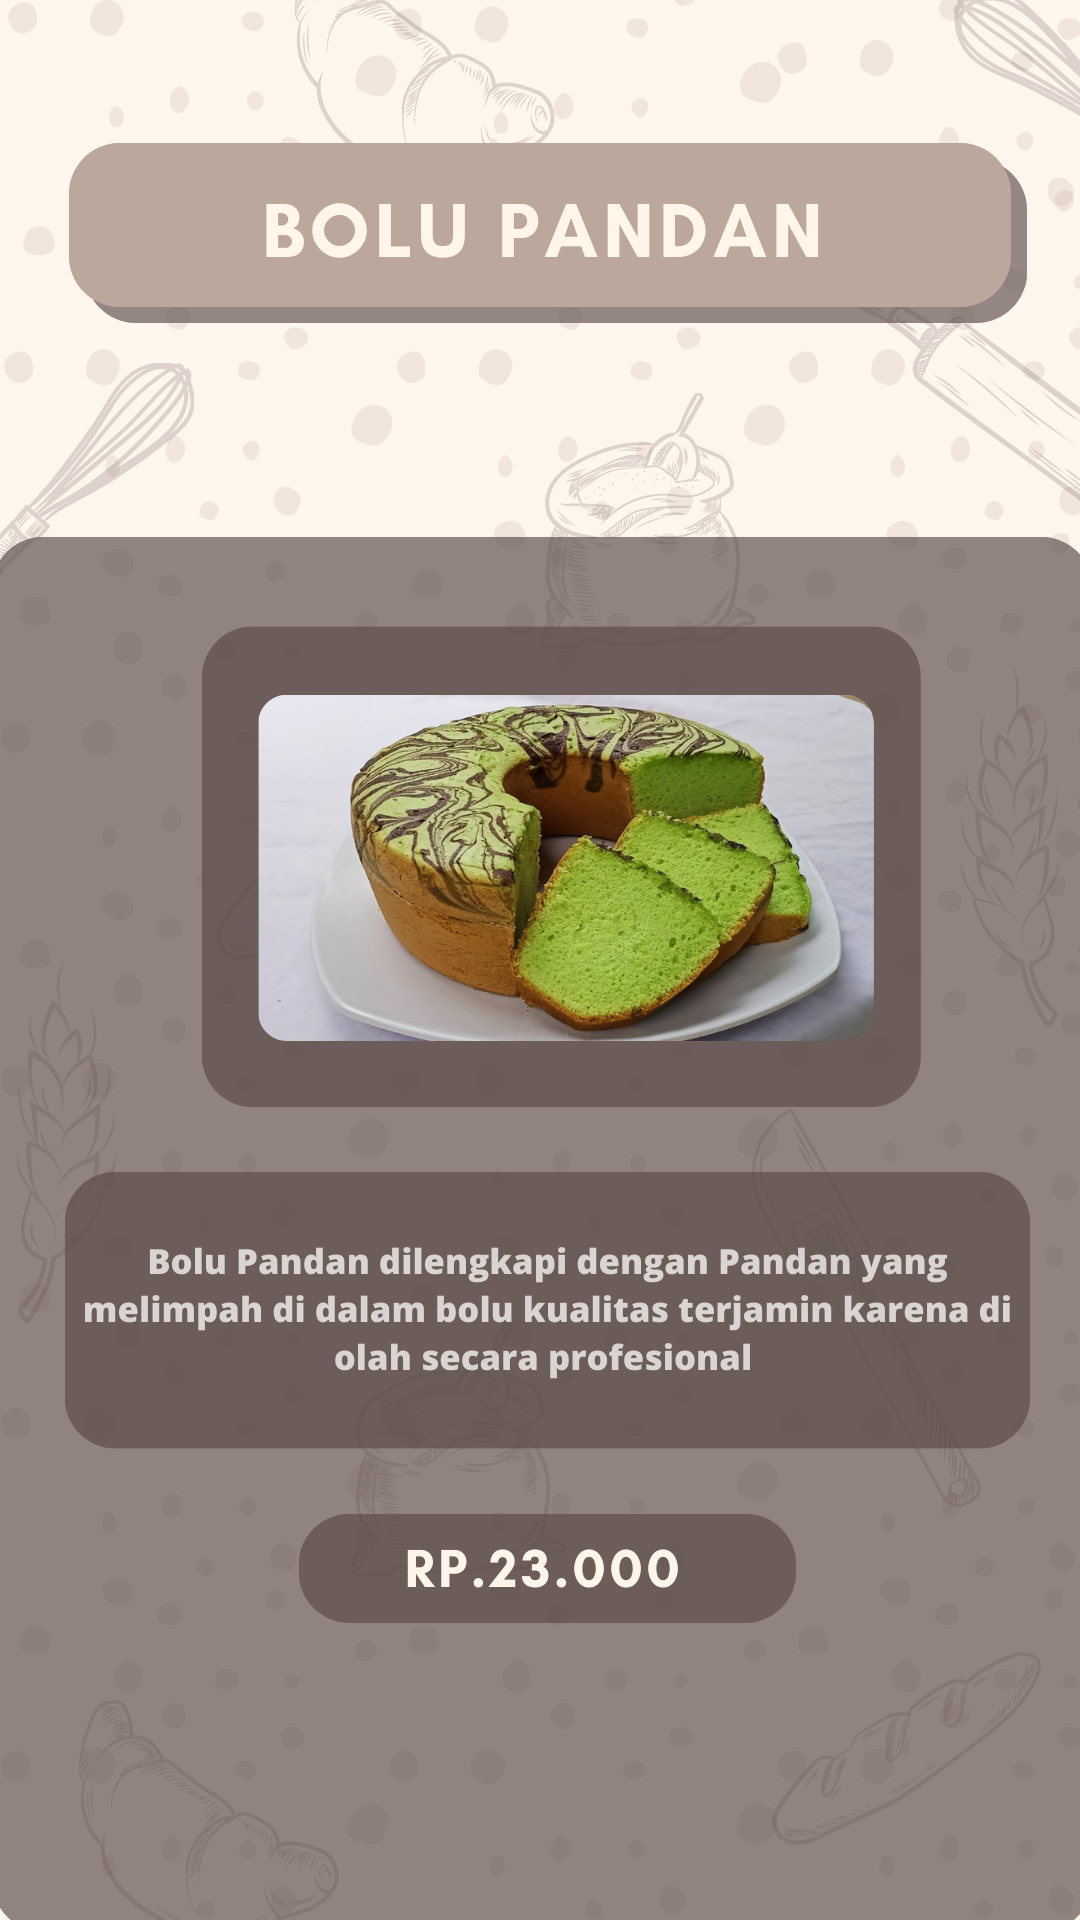 BOLU PANDAN
Bolu Pandan dilengkapi dengan Pandan yang
melimpah di dalam bolu kualitas terjamin karena di
olah secara profesional
RP.23.000